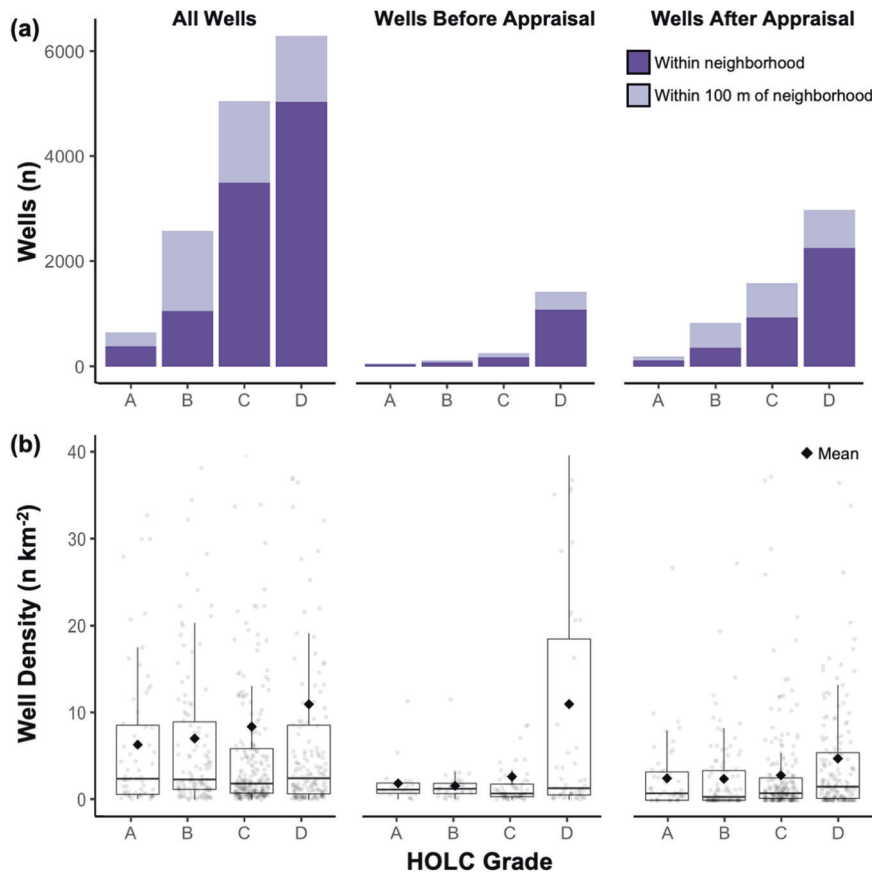 (a)
All Wells
Wells Before Appraisal
Wells After Appraisal
Within neighborhood
Within 100 m of neighborhood
Wells (n)
6000
4000
2000
0
A B C D
A B C D
A B C D
(b)
Mean
Well Density (n km-2)
40
30
20
10
0
A B C D
A B C D
A B C D
HOLC Grade